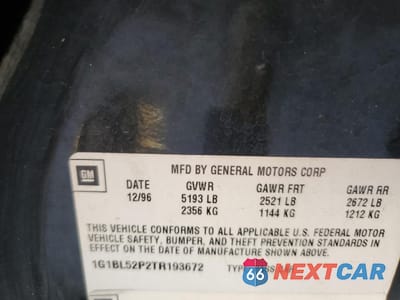 GM
MFD BY GENERAL MOTORS CORP
DATE GVWR GAWR FRT GAWR RR
12/96 5193 LB 2521 LB 2672 LB
2356 KG 1144 KG 1212 KG
THIS VEHICLE CONFORMS TO ALL APPLICABLE U.S. FEDERAL MOTOR
VEHICLE SAFETY, BUMPER, AND THEFT PREVENTION STANDARDS IN
EFFECT ON THE DATE OF MANUFACTURE SHOWN ABOVE.
1G1BL52P2TR193672
66 NEXTCAR